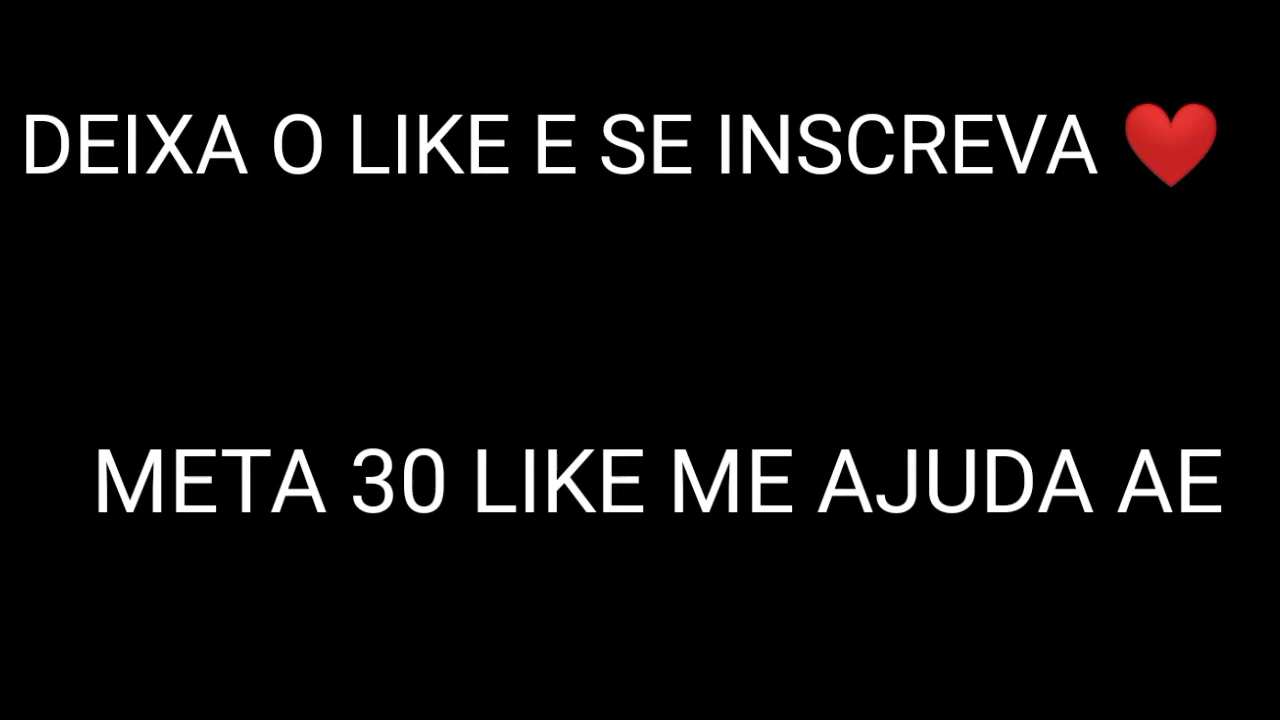 DEIXA O LIKE E SE INSCREVA ❤️
META 30 LIKE ME AJUDA AE